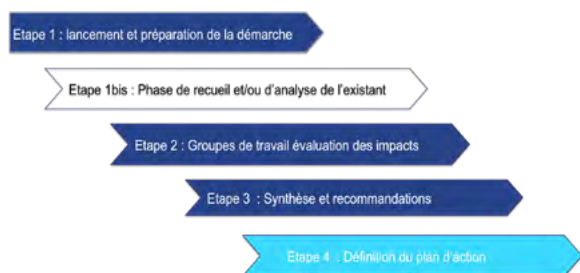 Etape 1 : lancement et préparation de la démarche
Etape 1bis : Phase de recueil et/ou d'analyse de l'existant
Etape 2 : Groupes de travail évaluation des impacts
Etape 3 : Synthèse et recommandations
Etape 4 : Définition du plan d'action